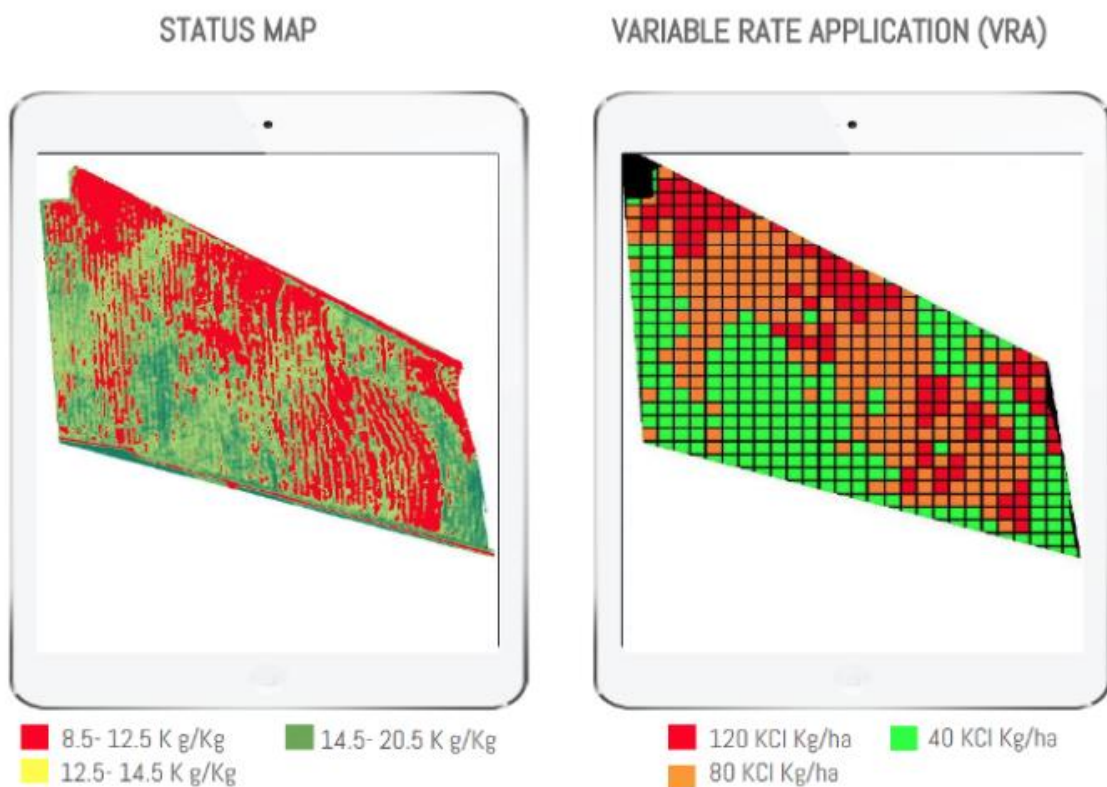 STATUS MAP
VARIABLE RATE APPLICATION (VRA)
8.5- 12.5 K g/Kg
14.5- 20.5 K g/Kg
12.5- 14.5 K g/Kg
120 KCl Kg/ha
40 KCl Kg/ha
80 KCl Kg/ha